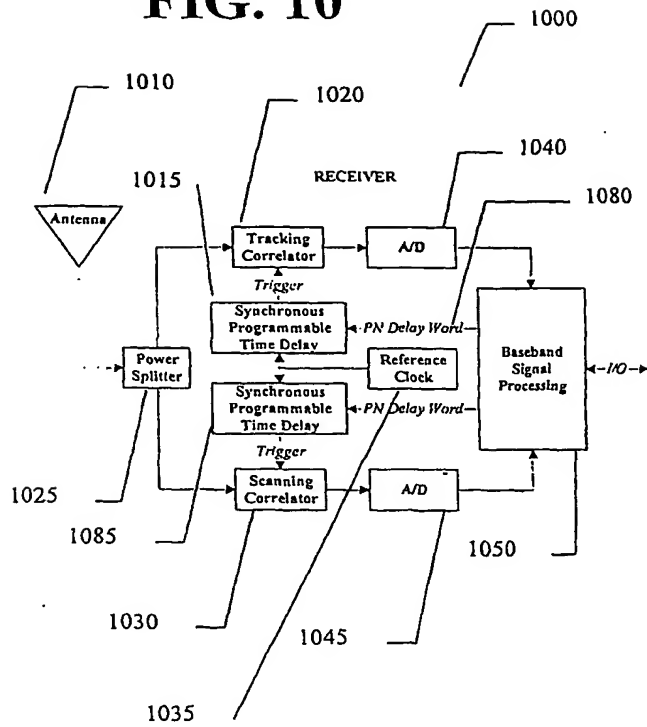 FIG. 10
1000
1010
1020
1040
1015
RECEIVER
1080
Antenna
Tracking
Correlator
A/D
Trigger
Synchronous
Programmable
Time Delay
PN Delay Word
Power
Splitter
Reference
Clock
Baseband
Signal
Processing
I/O
Synchronous
Programmable
Time Delay
PN Delay Word
Trigger
Scanning
Correlator
A/D
1025
1085
1050
1030
1045
1035